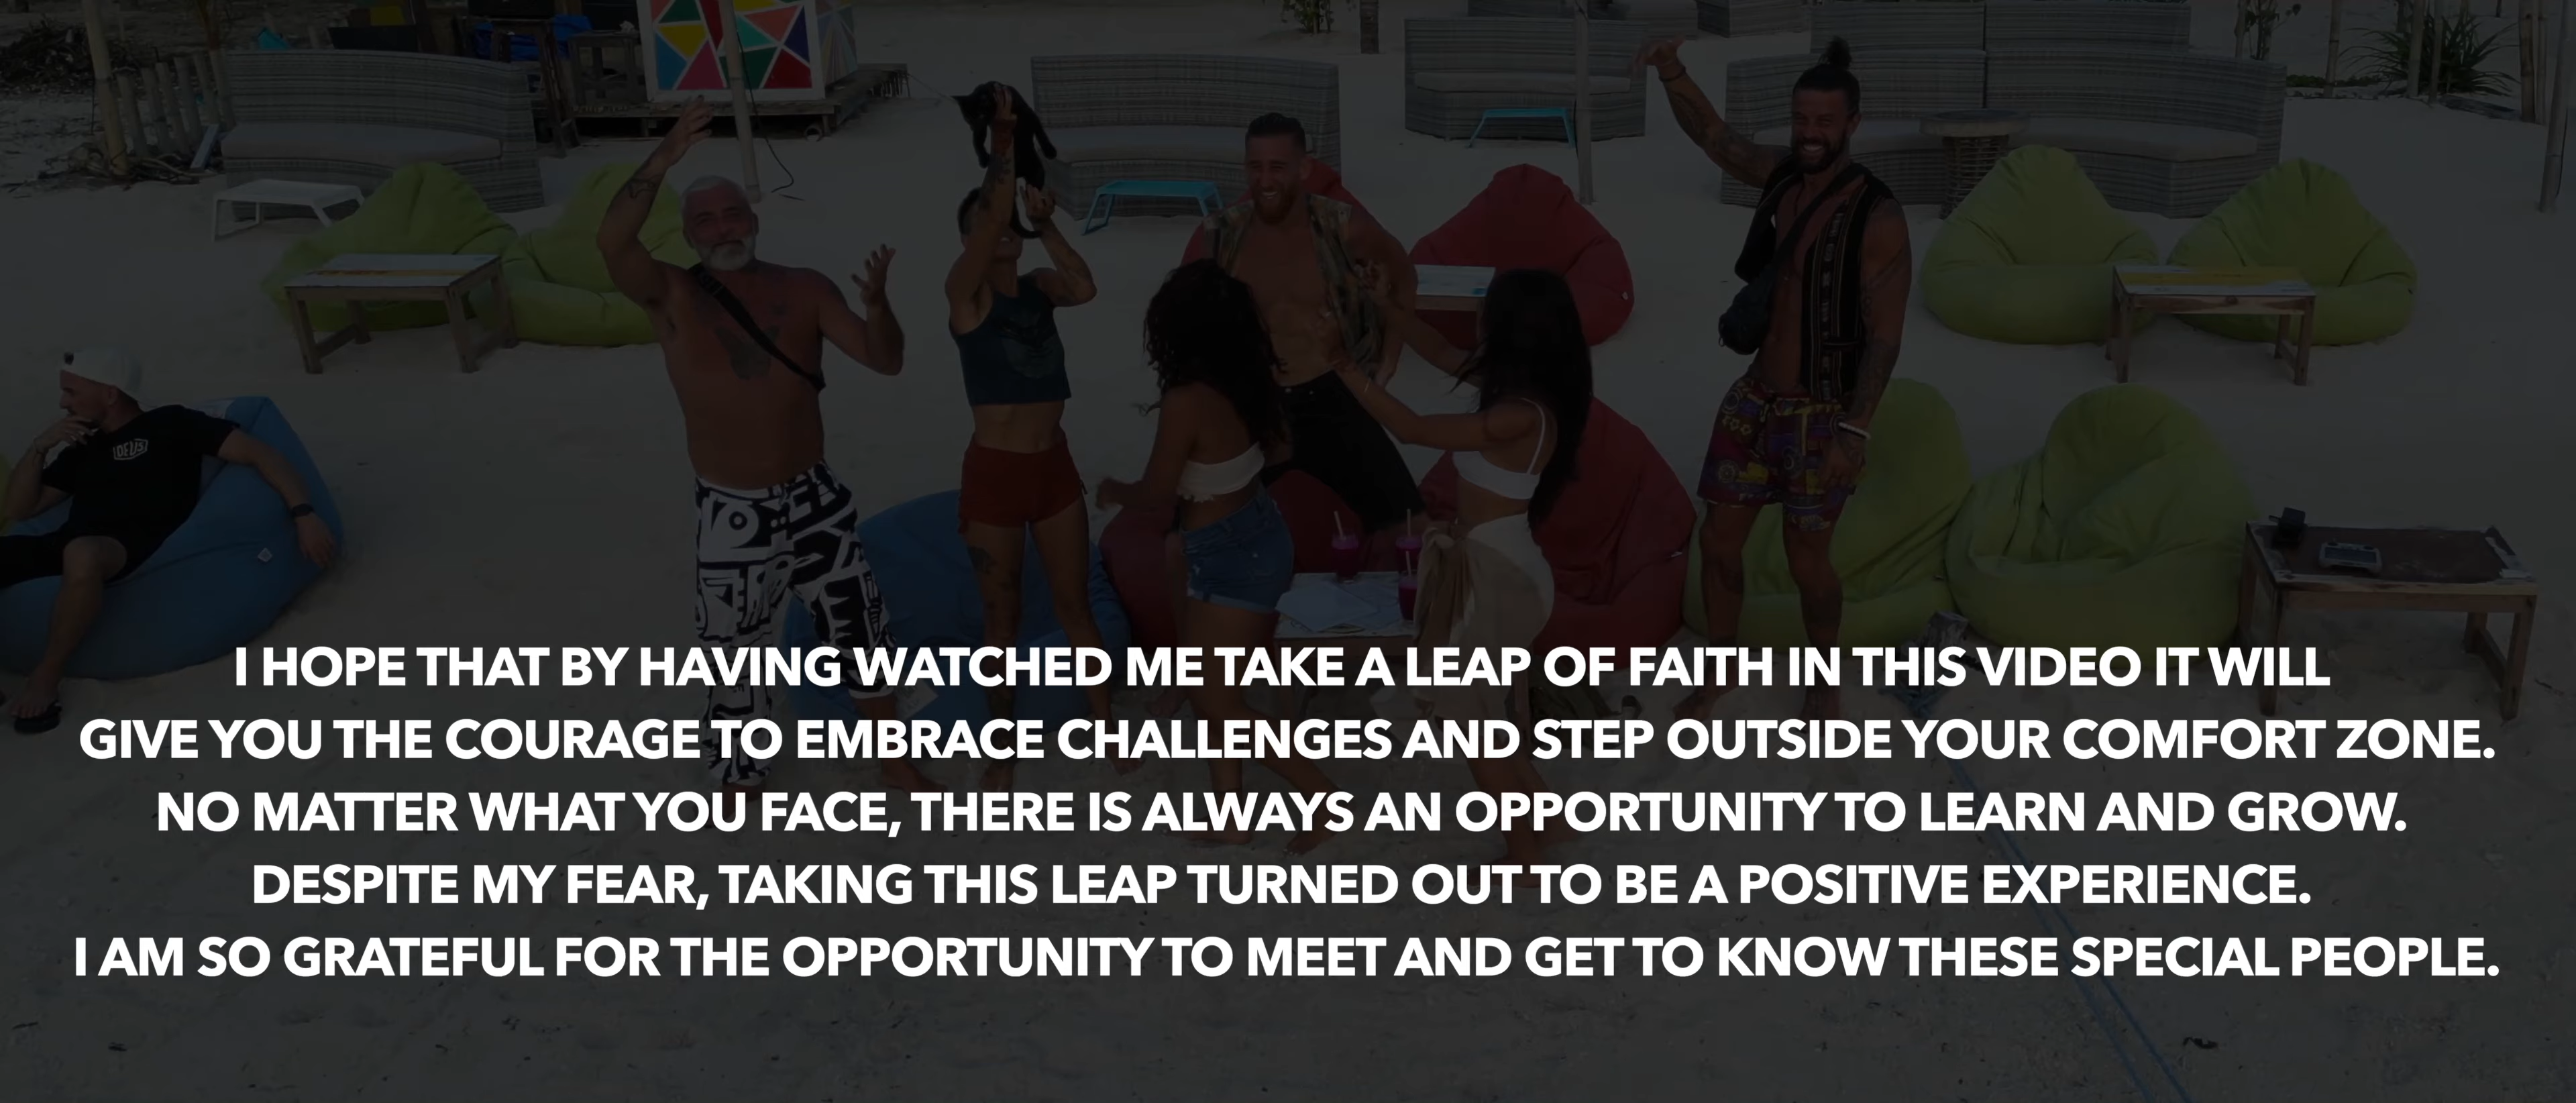 DEUS
I HOPE THAT BY HAVING WATCHED ME TAKE A LEAP OF FAITH IN THIS VIDEO IT WILL
GIVE YOU THE COURAGE TO EMBRACE CHALLENGES AND STEP OUTSIDE YOUR COMFORT ZONE.
NO MATTER WHAT YOU FACE, THERE IS ALWAYS AN OPPORTUNITY TO LEARN AND GROW.
DESPITE MY FEAR, TAKING THIS LEAP TURNED OUT TO BE A POSITIVE EXPERIENCE.
I AM SO GRATEFUL FOR THE OPPORTUNITY TO MEET AND GET TO KNOW THESE SPECIAL PEOPLE.